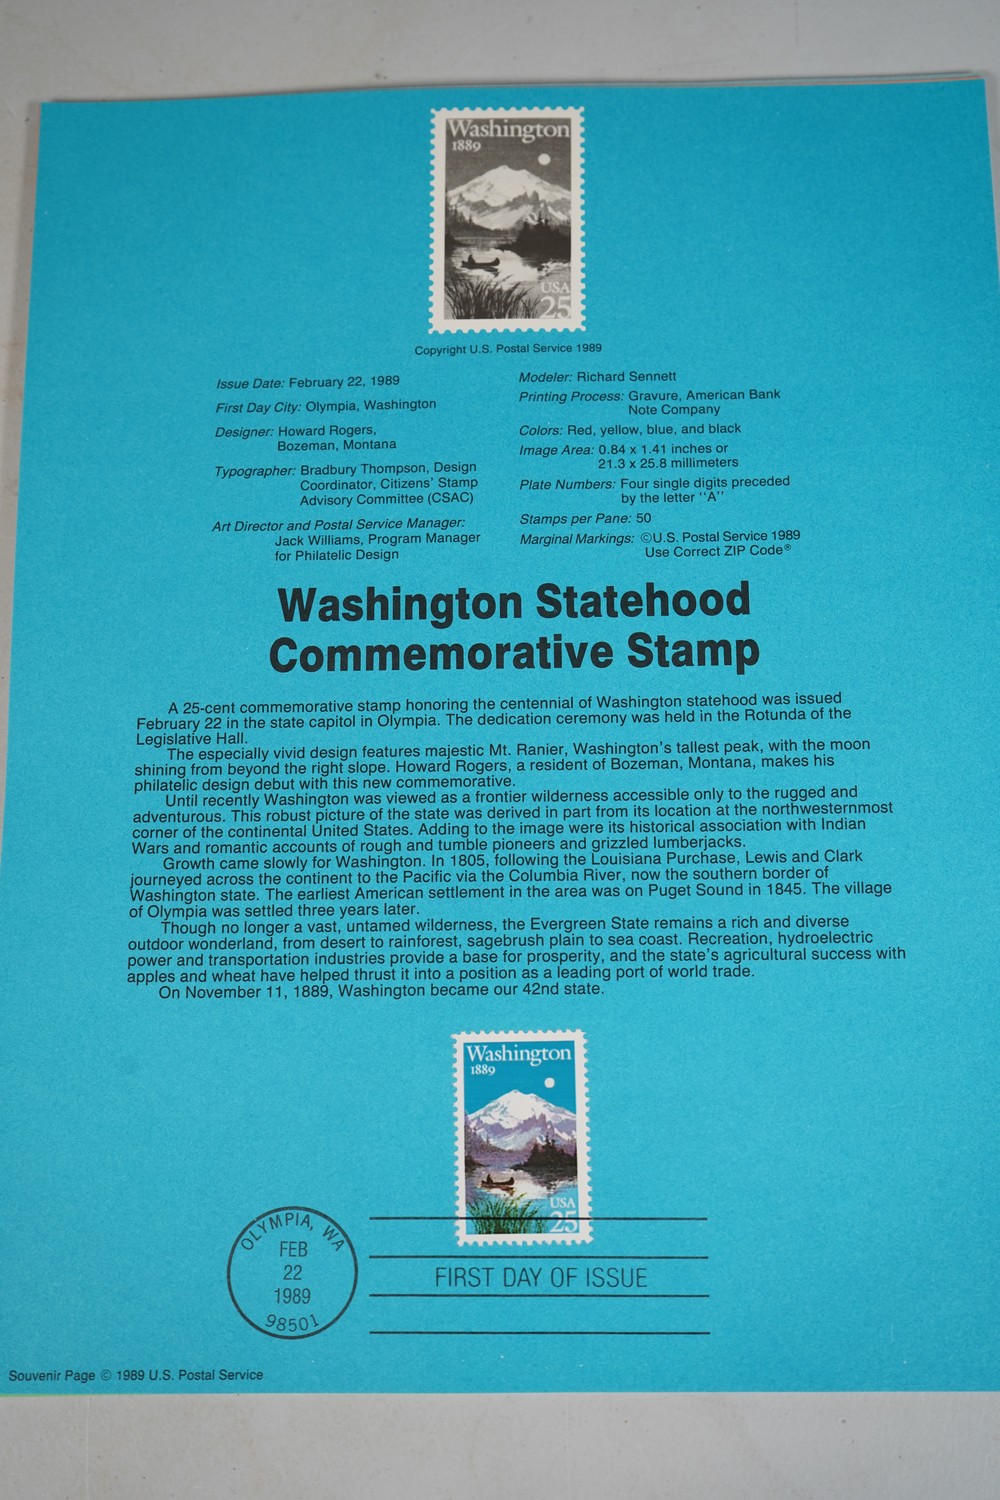 Washington
1889
USA
25
Copyright U.S. Postal Service 1989
Issue Date: February 22, 1989
First Day City: Olympia, Washington
Designer: Howard Rogers,
Bozeman, Montana
Typographer: Bradbury Thompson, Design
Coordinator, Citizens' Stamp
Advisory Committee (CSAC)
Art Director and Postal Service Manager:
Jack Williams, Program Manager
for Philatelic Design
Modeler: Richard Sennett
Printing Process: Gravure, American Bank
Note Company
Colors: Red, yellow, blue, and black
Image Area: 0.84 x 1.41 inches or
21.3 x 25.8 millimeters
Plate Numbers: Four single digits preceded
by the letter "A"
Stamps per Pane: 50
Marginal Markings: ©U.S. Postal Service 1989
Use Correct ZIP Code®
Washington Statehood
Commemorative Stamp
A 25-cent commemorative stamp honoring the centennial of Washington statehood was issued
February 22 in the state capitol in Olympia. The dedication ceremony was held in the Rotunda of the
Legislative Hall.
The especially vivid design features majestic Mt. Ranier, Washington's tallest peak, with the moon
shining from beyond the right slope. Howard Rogers, a resident of Bozeman, Montana, makes his
philatelic design debut with this new commemorative.
Until recently Washington was viewed as a frontier wilderness accessible only to the rugged and
adventurous. This robust picture of the state was derived in part from its location at the northwesternmost
corner of the continental United States. Adding to the image were its historical association with Indian
Wars and romantic accounts of rough and tumble pioneers and grizzled lumberjacks.
Growth came slowly for Washington. In 1805, following the Louisiana Purchase, Lewis and Clark
journeyed across the continent to the Pacific via the Columbia River, now the southern border of
Washington state. The earliest American settlement in the area was on Puget Sound in 1845. The village
of Olympia was settled three years later.
Though no longer a vast, untamed wilderness, the Evergreen State remains a rich and diverse
outdoor wonderland, from desert to rainforest, sagebrush plain to sea coast. Recreation, hydroelectric
power and transportation industries provide a base for prosperity, and the state's agricultural success with
apples and wheat have helped thrust it into a position as a leading port of world trade.
On November 11, 1889, Washington became our 42nd state.
Washington
1889
USA
25
OLYMPIA, WA
FEB
22
1989
98501
FIRST DAY OF ISSUE
Souvenir Page © 1989 U.S. Postal Service